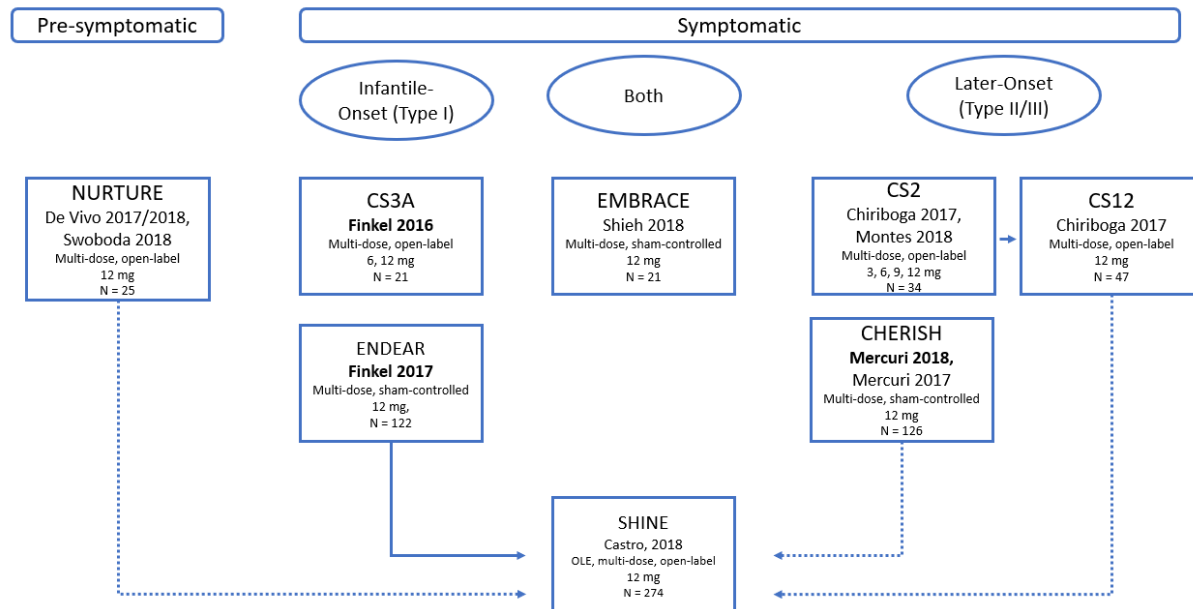 Pre-symptomatic
Symptomatic
Infantile-
Onset (Type I)
Both
Later-Onset
(Type II/III)
NURTURE
De Vivo 2017/2018,
Swoboda 2018
Multi-dose, open-label
12 mg
N = 25
CS3A
Finkel 2016
Multi-dose, open-label
6, 12 mg
N = 21
EMBRACE
Shieh 2018
Multi-dose, sham-controlled
12 mg
N = 21
CS2
Chiriboga 2017,
Montes 2018
Multi-dose, open-label
3, 6, 9, 12 mg
N = 34
CS12
Chiriboga 2017
Multi-dose, open-label
12 mg
N = 47
ENDEAR
Finkel 2017
Multi-dose, sham-controlled
12 mg,
N = 122
CHERISH
Mercuri 2018,
Mercuri 2017
Multi-dose, sham-controlled
12 mg
N = 126
SHINE
Castro, 2018
OLE, multi-dose, open-label
12 mg
N = 274